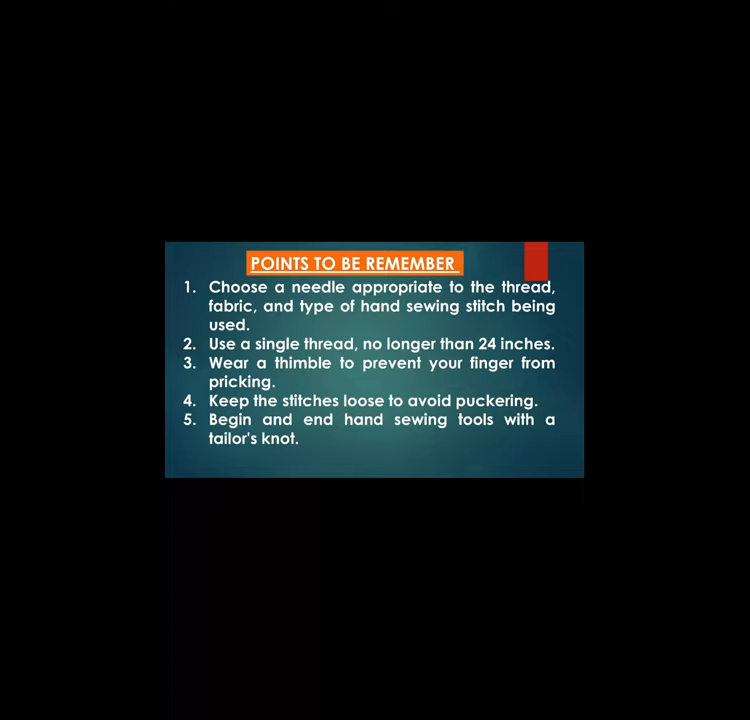 POINTS TO BE REMEMBER
1. Choose a needle appropriate to the thread,
fabric, and type of hand sewing stitch being
used.
2. Use a single thread, no longer than 24 inches.
3. Wear a thimble to prevent your finger from
pricking.
4. Keep the stitches loose to avoid puckering.
5. Begin and end hand sewing tools with a
tailor's knot.